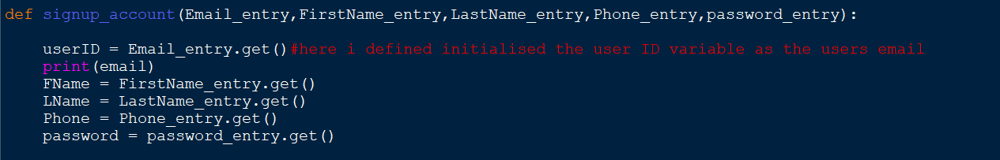 def signup_account(Email_entry,FirstName_entry,LastName_entry,Phone_entry,password_entry):
userID = Email_entry.get()#here i defined initialised the user ID variable as the users email
print(email)
FName = FirstName_entry.get()
LName = LastName_entry.get()
Phone = Phone_entry.get()
password = password_entry.get()